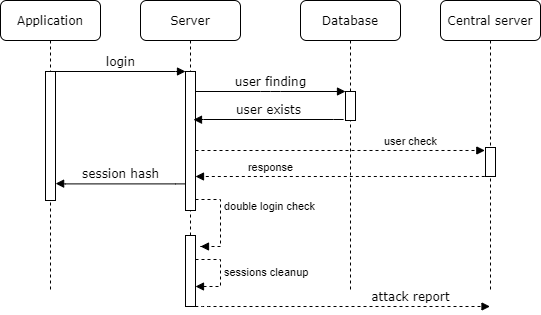 Application
Server
Database
Central server
login
user finding
user exists
user check
response
session hash
double login check
sessions cleanup
attack report